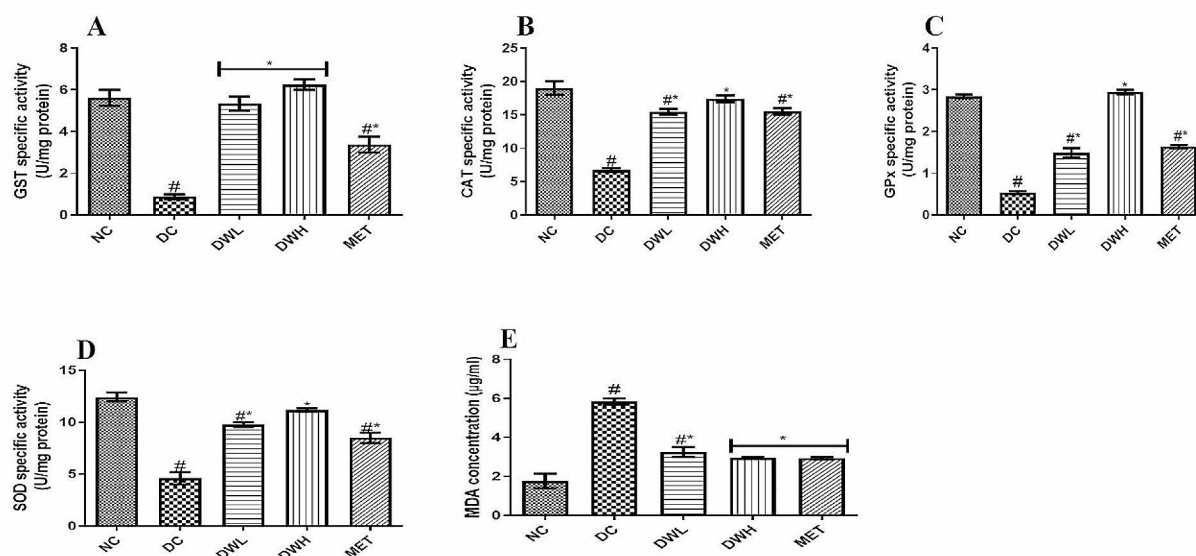 A
GST specific activity
(U/mg protein)
8
6
4
2
0
#
*
#*
NC
DC
DWL
DWH
MET
B
CAT specific activity
(U/mg protein)
25
20
15
10
5
0
#
#*
*
#*
NC
DC
DWL
DWH
MET
C
GPx specific activity
(U/mg protein)
4
3
2
1
0
#
#*
*
#*
NC
DC
DWL
DWH
MET
D
SOD specific activity
(U/mg protein)
15
10
5
0
#
#*
*
#*
NC
DC
DWL
DWH
MET
E
MDA concentration (µg/ml)
8
6
4
2
0
#
#*
*
NC
DC
DWL
DWH
MET